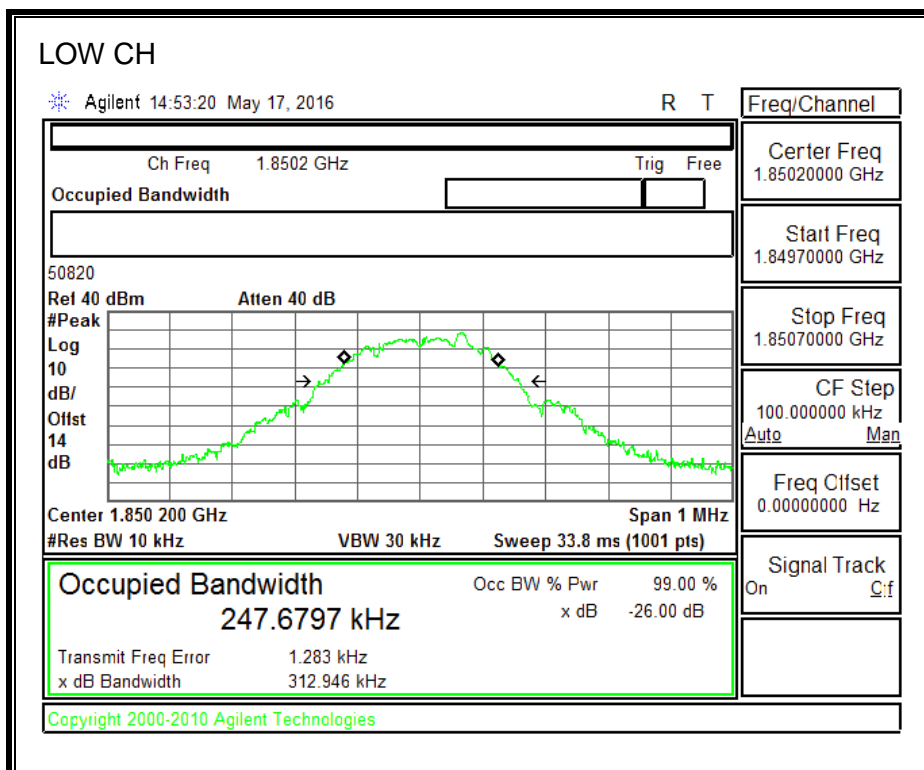 LOW CH
Agilent 14:53:20 May 17, 2016 R T
Freq/Channel
Ch Freq 1.8502 GHz Trig Free
Occupied Bandwidth
Center Freq
1.85020000 GHz
Start Freq
1.84970000 GHz
Stop Freq
1.85070000 GHz
CF Step
100.000000 kHz
Auto Man
Freq Offset
0.00000000 Hz
Signal Track
On Off
50820
Ref 40 dBm Atten 40 dB
#Peak
Log
10
dB/
Offst
14
dB
Center 1.850 200 GHz Span 1 MHz
#Res BW 10 kHz VBW 30 kHz Sweep 33.8 ms (1001 pts)
Occupied Bandwidth Occ BW % Pwr 99.00 %
247.6797 kHz x dB -26.00 dB
Transmit Freq Error 1.283 kHz
x dB Bandwidth 312.946 kHz
Copyright 2000-2010 Agilent Technologies